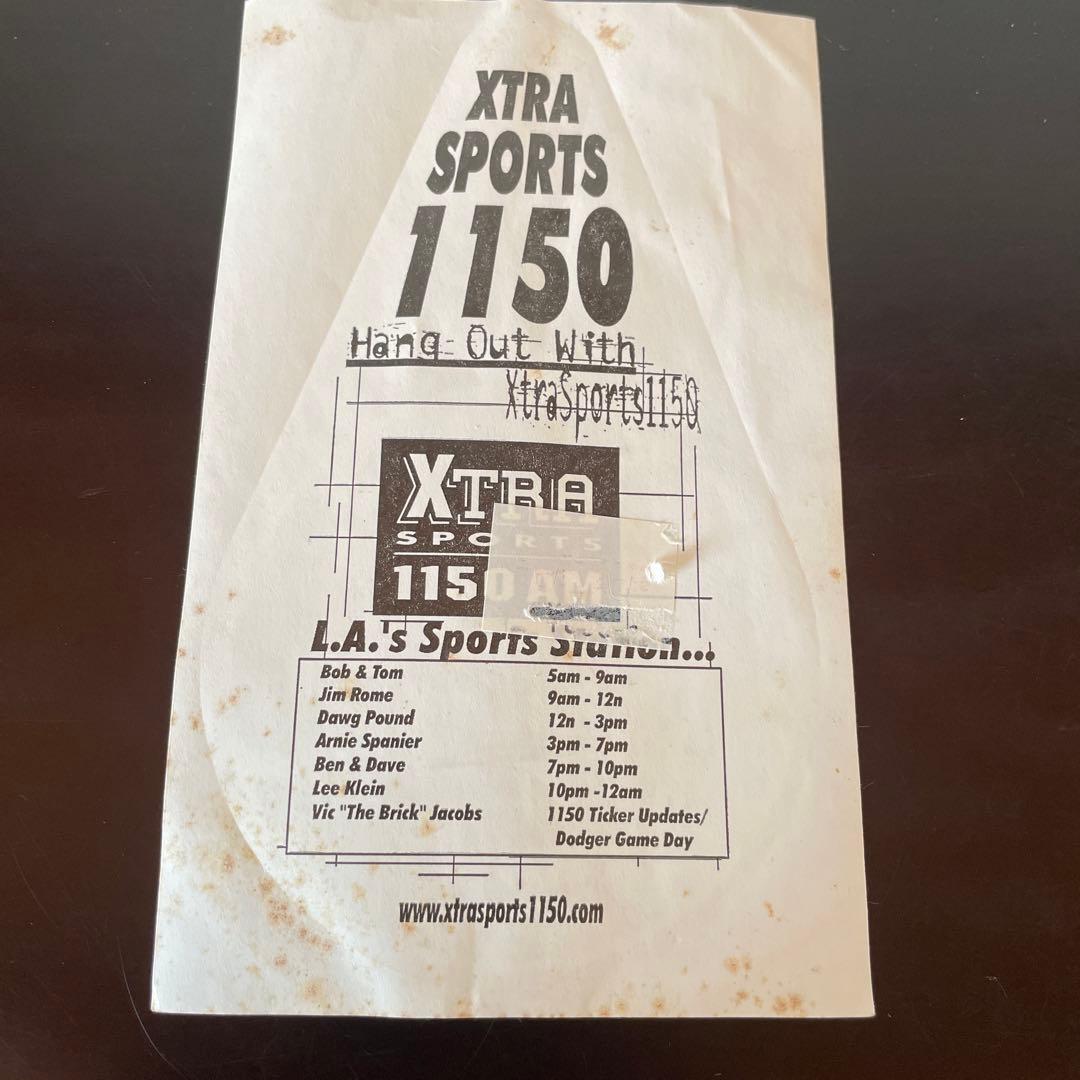 XTRA
SPORTS
1150
Hang Out With
XtraSports1150
XTRA
SPORTS
1150 AM
L.A.'s Sports Station...
Bob & Tom 5am - 9am
Jim Rome 9am - 12n
Dawg Pound 12n - 3pm
Arnie Spanier 3pm - 7pm
Ben & Dave 7pm - 10pm
Lee Klein 10pm -12am
Vic "The Brick" Jacobs 1150 Ticker Updates/
Dodger Game Day
www.xtrasports1150.com